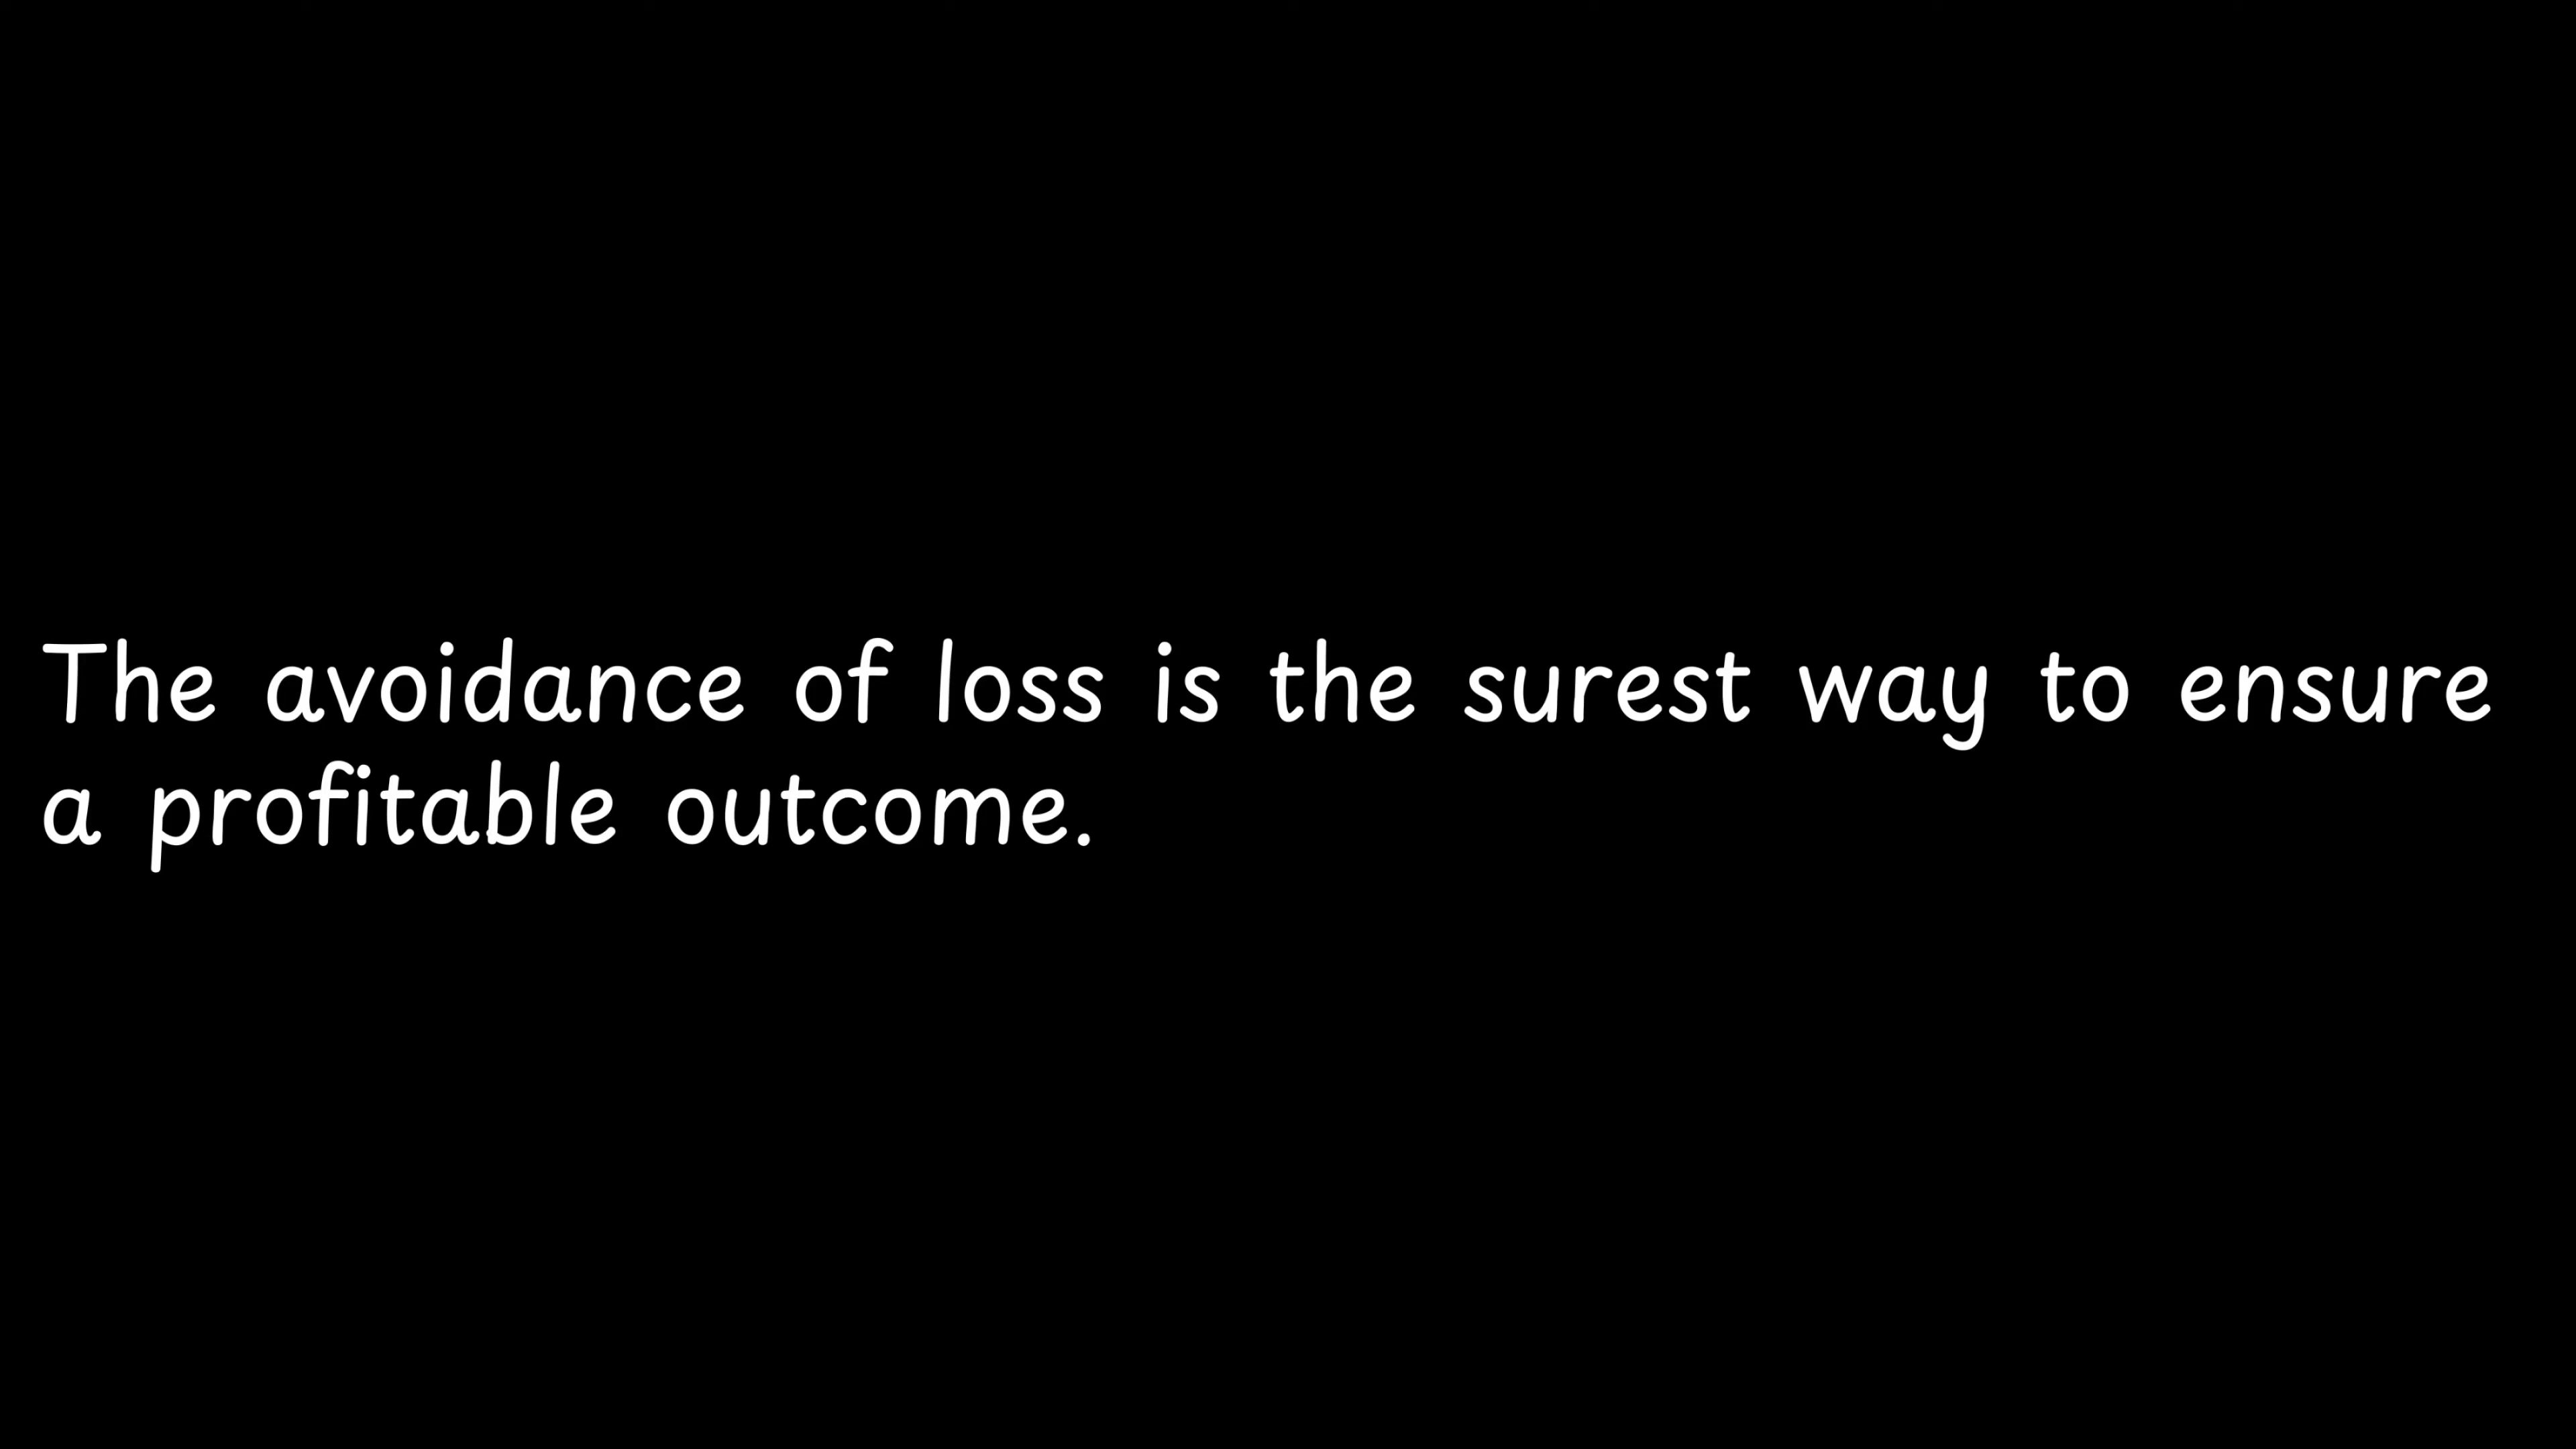 The avoidance of loss is the surest way to ensure
a profitable outcome.